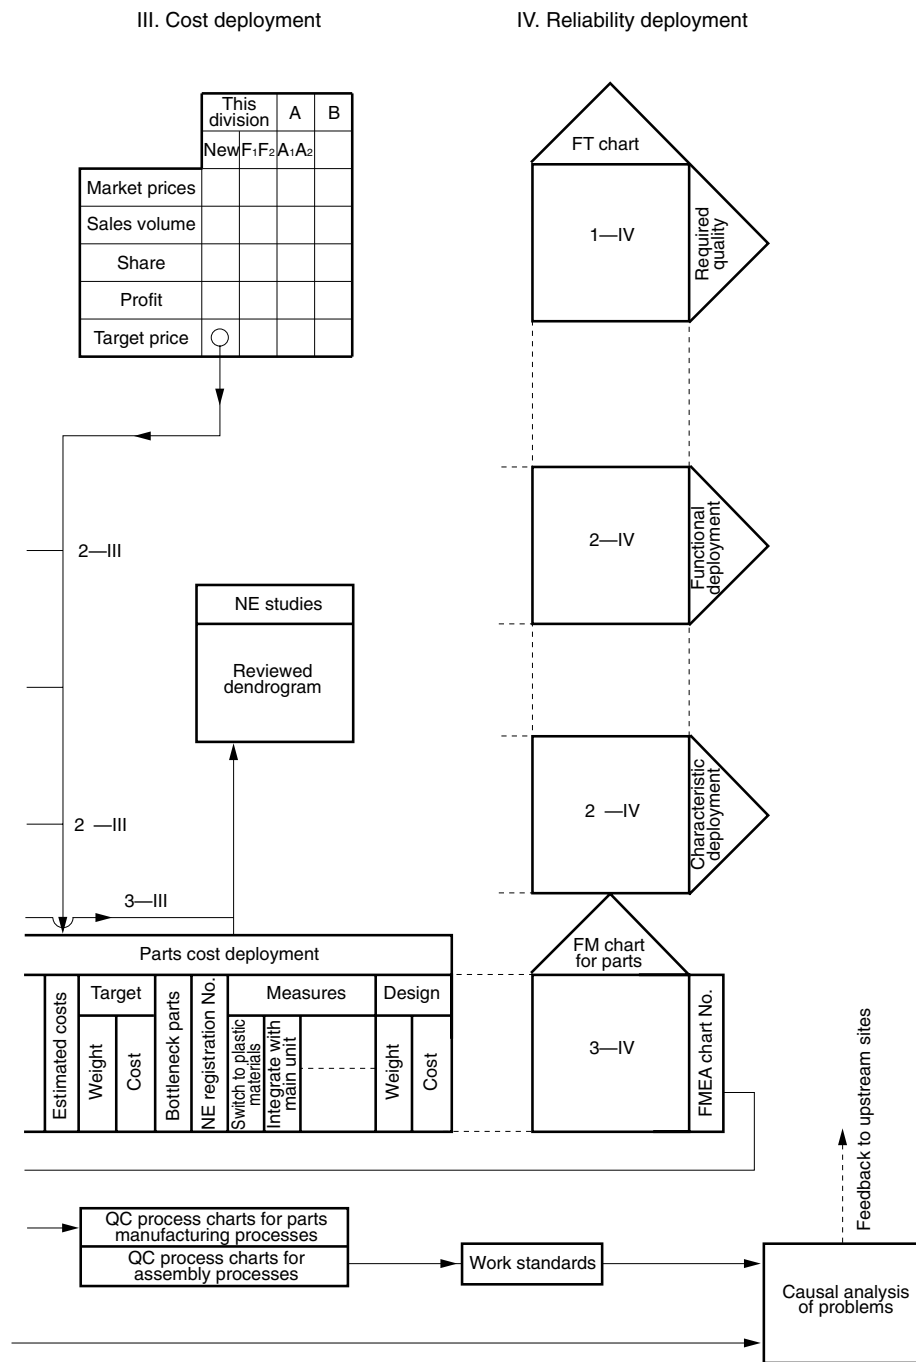 III. Cost deployment
IV. Reliability deployment
This
division
A
B
New
F₁F₂
A₁A₂
Market prices
Sales volume
Share
Profit
Target price
FT chart
1—IV
Required
quality
2—III
2—IV
Functional
deployment
NE studies
Reviewed
dendrogram
2 —III
2 —IV
Characteristic
deployment
3—III
Parts cost deployment
FM chart
for parts
Estimated costs
Target
Weight
Cost
Bottleneck parts
NE registration No.
Measures
Switch to plastic
materials
Integrate with
main unit
Design
Weight
Cost
3—IV
FMEA chart No.
Feedback to upstream sites
QC process charts for parts
manufacturing processes
QC process charts for
assembly processes
Work standards
Causal analysis
of problems